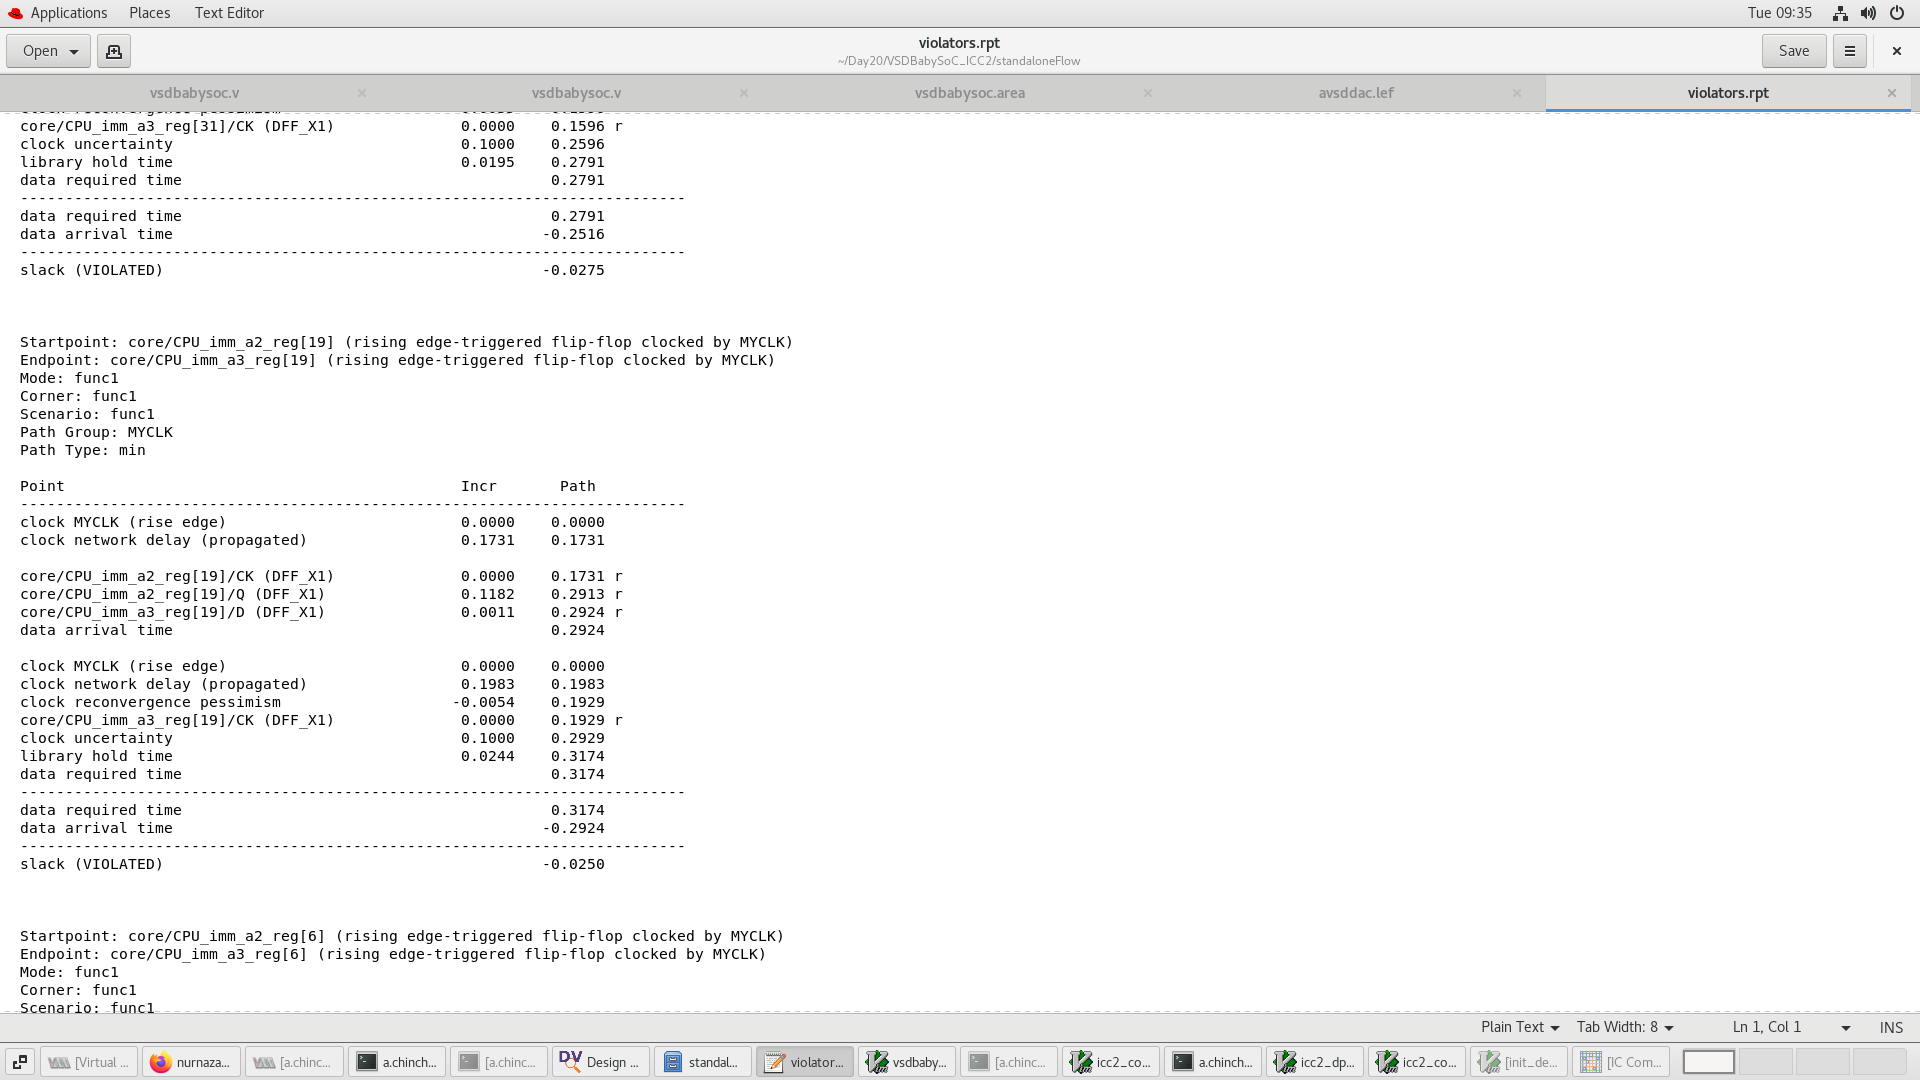 Applications Places Text Editor Tue 09:35
Open violators.rpt Save
~/Day20/VSDBabySoC_ICC2/standaloneFlow
vsdbabysoc.v vsdbabysoc.v vsdbabysoc.area avsddac.lef violators.rpt
core/CPU_imm_a3_reg[31]/CK (DFF_X1) 0.0000 0.1596 r
clock uncertainty 0.1000 0.2596
library hold time 0.0195 0.2791
data required time 0.2791
--------------------------------------------------------------------------
data required time 0.2791
data arrival time -0.2516
--------------------------------------------------------------------------
slack (VIOLATED) -0.0275
Startpoint: core/CPU_imm_a2_reg[19] (rising edge-triggered flip-flop clocked by MYCLK)
Endpoint: core/CPU_imm_a3_reg[19] (rising edge-triggered flip-flop clocked by MYCLK)
Mode: func1
Corner: func1
Scenario: func1
Path Group: MYCLK
Path Type: min
Point Incr Path
--------------------------------------------------------------------------
clock MYCLK (rise edge) 0.0000 0.0000
clock network delay (propagated) 0.1731 0.1731
core/CPU_imm_a2_reg[19]/CK (DFF_X1) 0.0000 0.1731 r
core/CPU_imm_a2_reg[19]/Q (DFF_X1) 0.1182 0.2913 r
core/CPU_imm_a3_reg[19]/D (DFF_X1) 0.0011 0.2924 r
data arrival time 0.2924
clock MYCLK (rise edge) 0.0000 0.0000
clock network delay (propagated) 0.1983 0.1983
clock reconvergence pessimism -0.0054 0.1929
core/CPU_imm_a3_reg[19]/CK (DFF_X1) 0.0000 0.1929 r
clock uncertainty 0.1000 0.2929
library hold time 0.0244 0.3174
data required time 0.3174
--------------------------------------------------------------------------
data required time 0.3174
data arrival time -0.2924
--------------------------------------------------------------------------
slack (VIOLATED) -0.0250
Startpoint: core/CPU_imm_a2_reg[6] (rising edge-triggered flip-flop clocked by MYCLK)
Endpoint: core/CPU_imm_a3_reg[6] (rising edge-triggered flip-flop clocked by MYCLK)
Mode: func1
Corner: func1
Scenario: func1
Plain Text Tab Width: 8 Ln 1, Col 1 INS
[Virtual ... nurnaza... [a.chinc... a.chinch... [a.chinc... Design ... standal... violator... vsdbaby... [a.chinc... icc2_co... a.chinch... icc2_dp... icc2_co... [init_de... [IC Com...